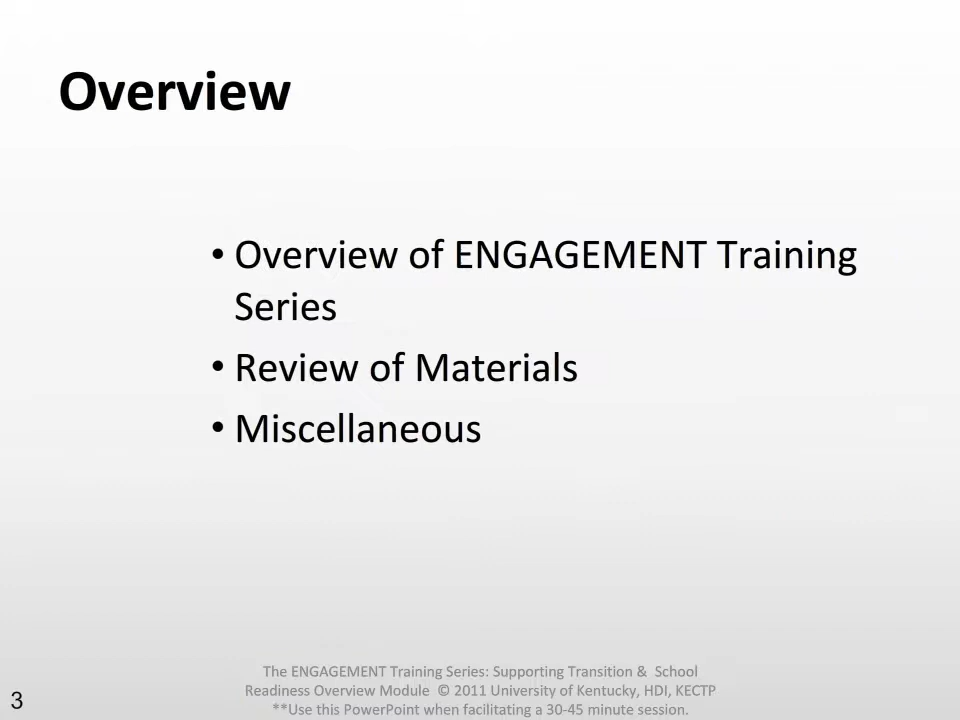 Overview
• Overview of ENGAGEMENT Training
Series
• Review of Materials
• Miscellaneous
The ENGAGEMENT Training Series: Supporting Transition & School
Readiness Overview Module © 2011 University of Kentucky, HDI, KECTP
**Use this PowerPoint when facilitating a 30-45 minute session.
3